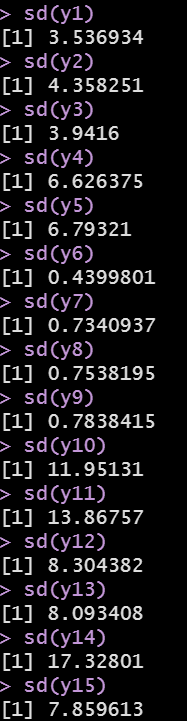 > sd(y1)
[1] 3.536934
> sd(y2)
[1] 4.358251
> sd(y3)
[1] 3.9416
> sd(y4)
[1] 6.626375
> sd(y5)
[1] 6.79321
> sd(y6)
[1] 0.4399801
> sd(y7)
[1] 0.7340937
> sd(y8)
[1] 0.7538195
> sd(y9)
[1] 0.7838415
> sd(y10)
[1] 11.95131
> sd(y11)
[1] 13.86757
> sd(y12)
[1] 8.304382
> sd(y13)
[1] 8.093408
> sd(y14)
[1] 17.32801
> sd(y15)
[1] 7.859613